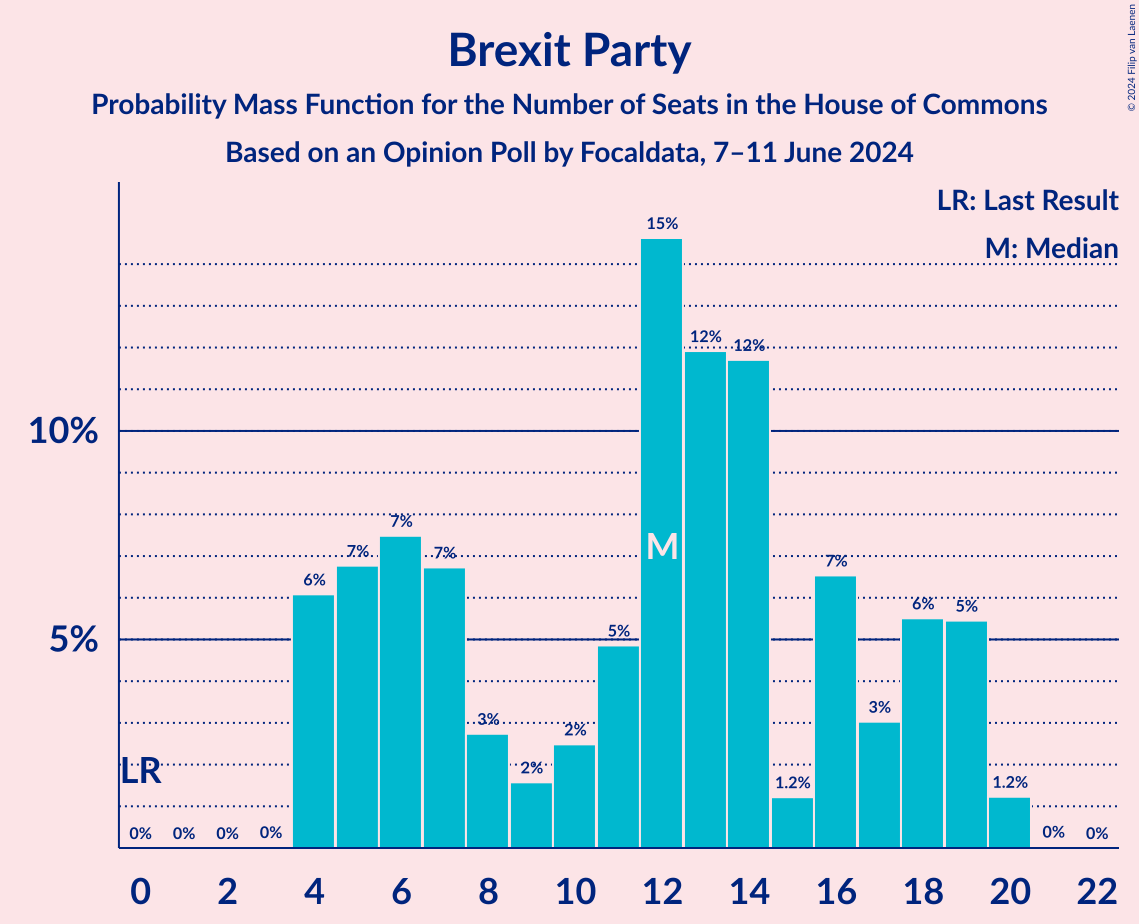 Brexit Party
Probability Mass Function for the Number of Seats in the House of Commons
Based on an Opinion Poll by Focaldata, 7–11 June 2024
© 2024 Filip van Laenen
LR: Last Result
M: Median
10%
5%
LR
M
0%
0%
0%
0%
6%
7%
7%
7%
3%
2%
2%
5%
15%
12%
12%
1.2%
7%
3%
6%
5%
1.2%
0%
0%
0 2 4 6 8 10 12 14 16 18 20 22